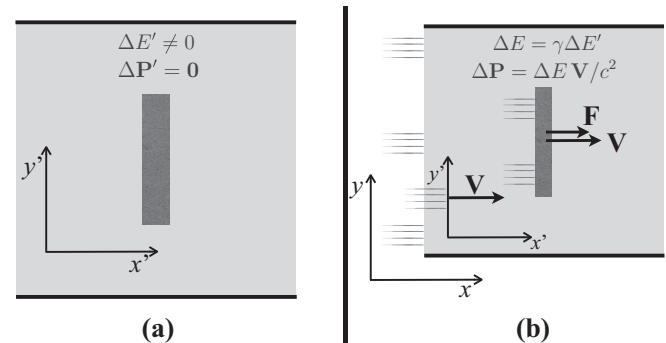 ΔE′ ≠ 0
ΔP′ = 0
y’
x’
(a)
ΔE = γΔE′
ΔP = ΔE V/c²
F
V
y’
V
y
x’
x
(b)